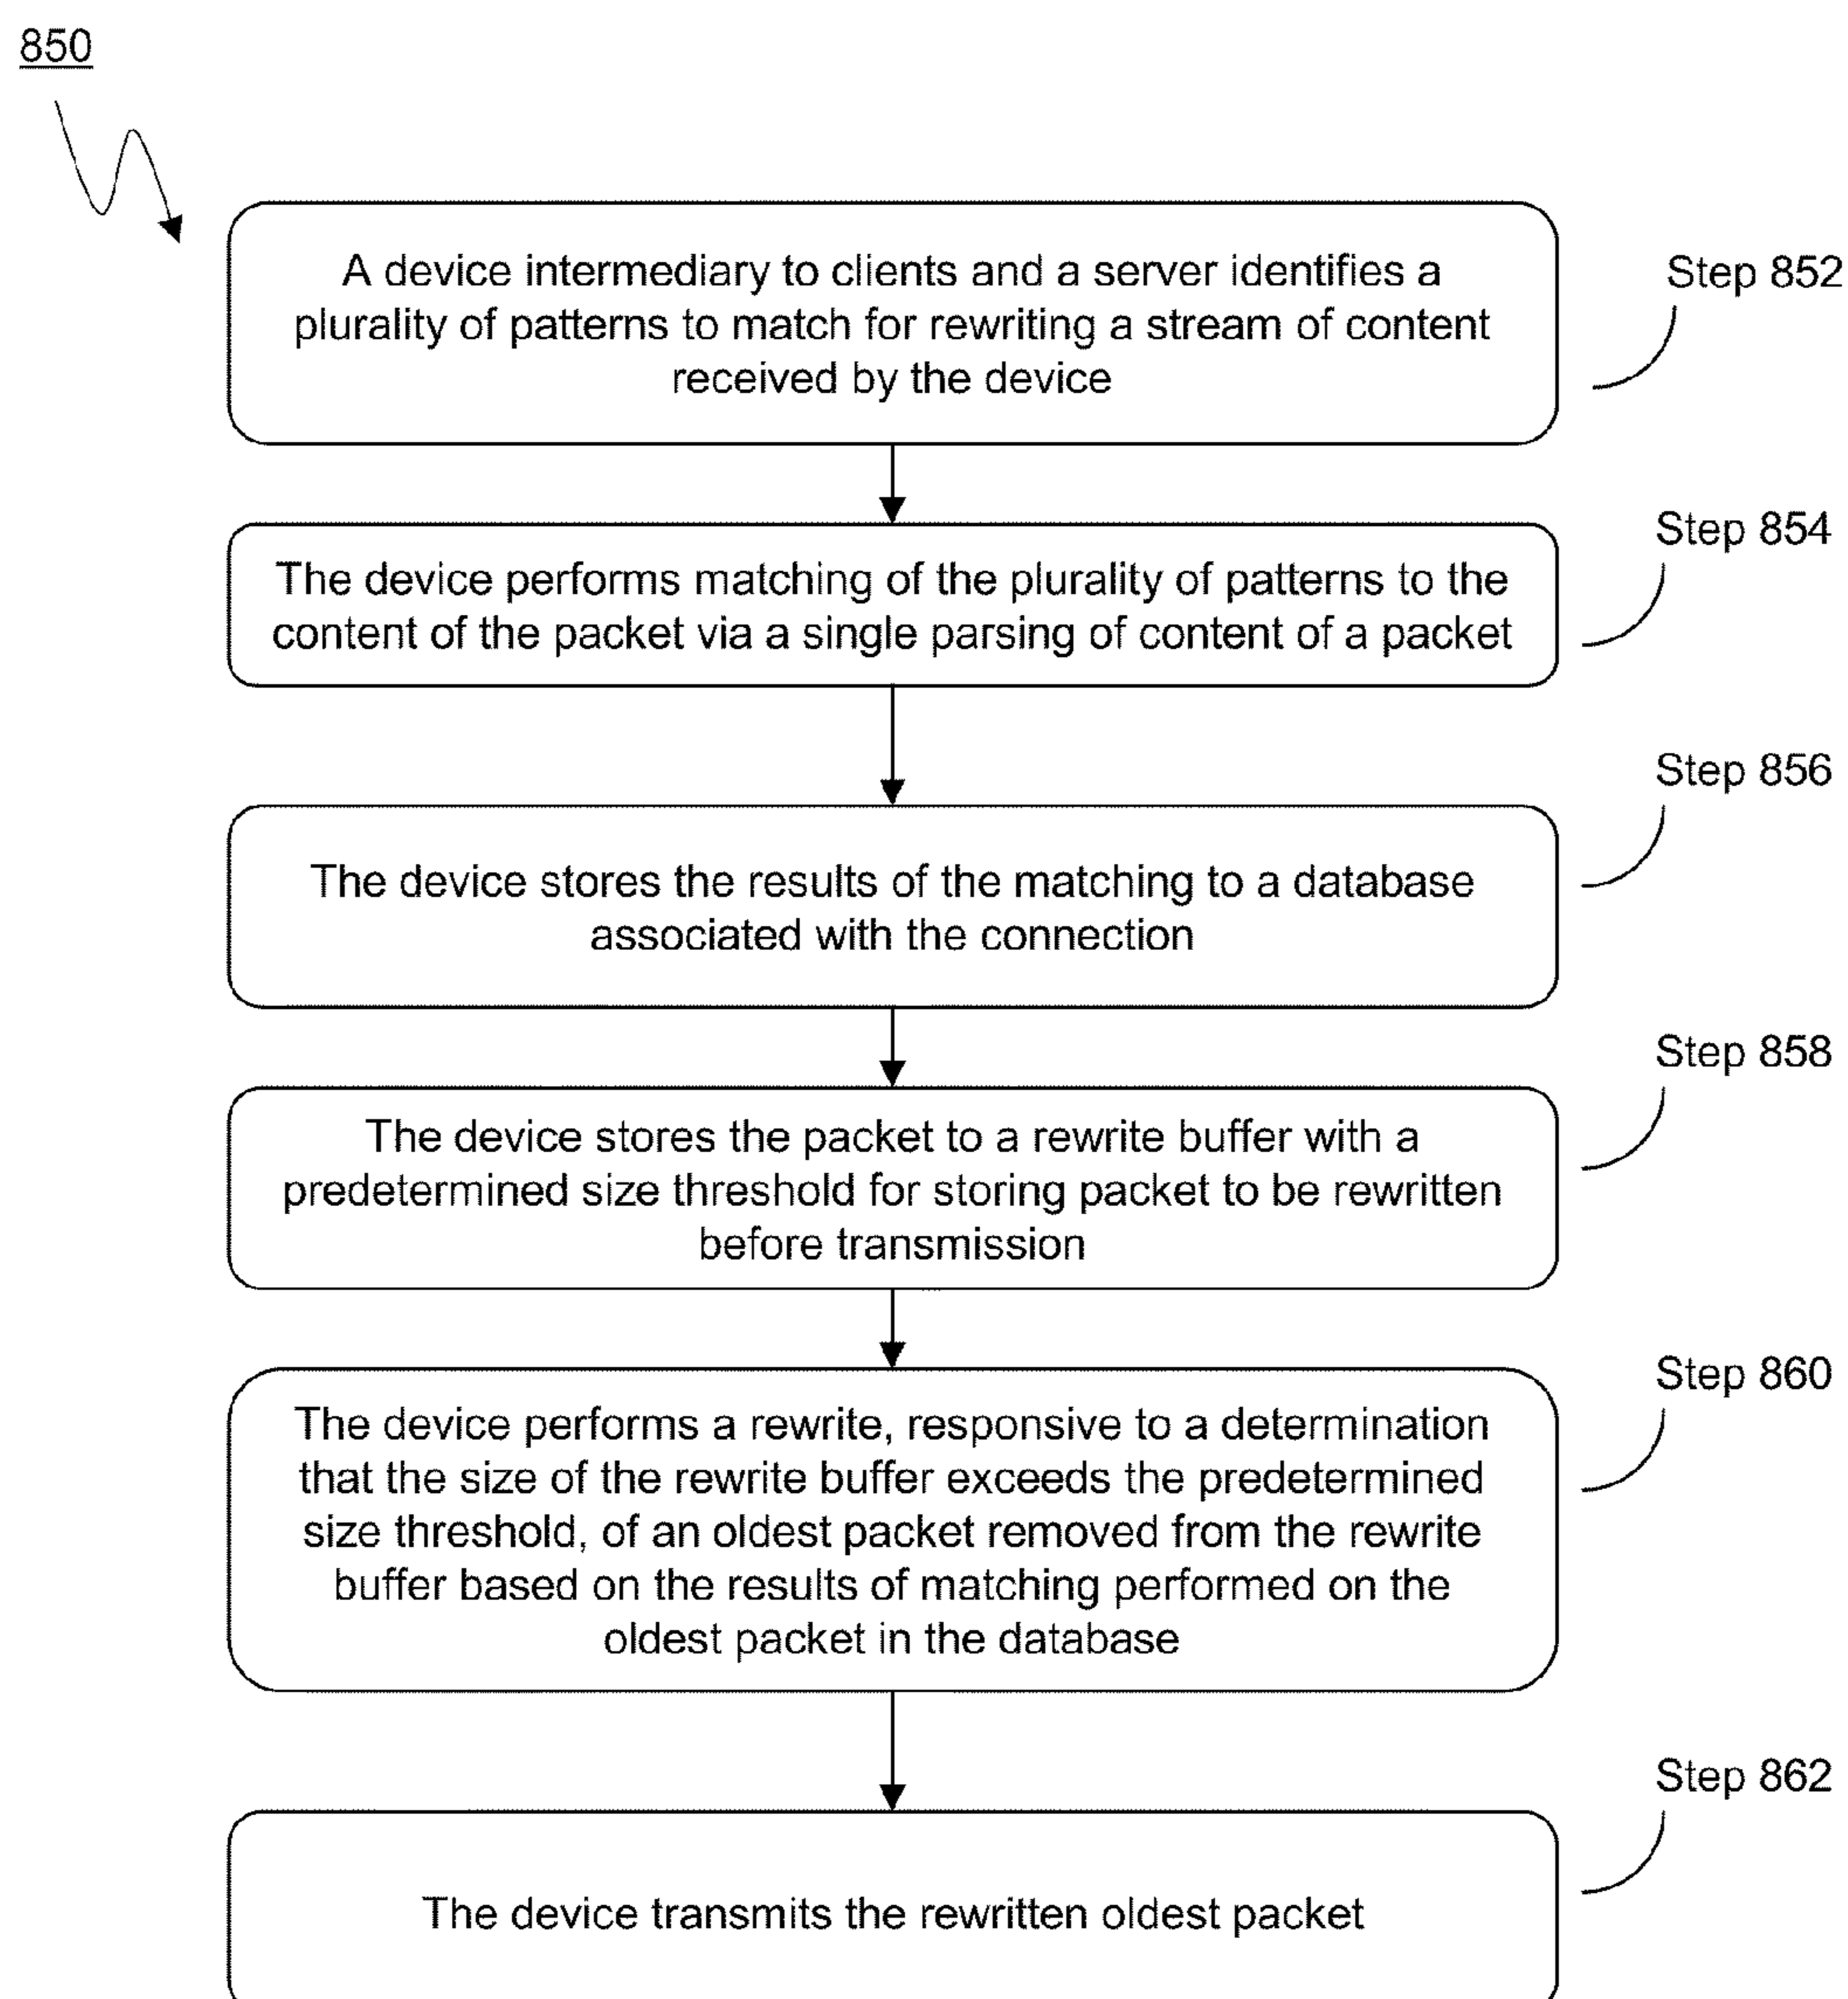 850
A device intermediary to clients and a server identifies a
plurality of patterns to match for rewriting a stream of content
received by the device
Step 852
The device performs matching of the plurality of patterns to the
content of the packet via a single parsing of content of a packet
Step 854
The device stores the results of the matching to a database
associated with the connection
Step 856
The device stores the packet to a rewrite buffer with a
predetermined size threshold for storing packet to be rewritten
before transmission
Step 858
The device performs a rewrite, responsive to a determination
that the size of the rewrite buffer exceeds the predetermined
size threshold, of an oldest packet removed from the rewrite
buffer based on the results of matching performed on the
oldest packet in the database
Step 860
The device transmits the rewritten oldest packet
Step 862